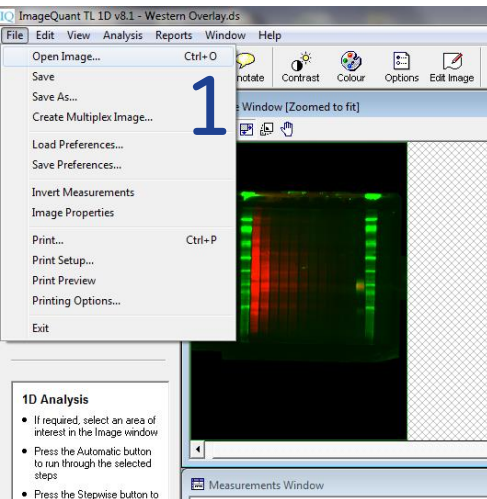 IQ ImageQuant TL 1D v8.1 - Western Overlay.ds
File Edit View Analysis Reports Window Help
Open Image... Ctrl+O
Save
Save As...
Create Multiplex Image...
Load Preferences...
Save Preferences...
Invert Measurements
Image Properties
Print... Ctrl+P
Print Setup...
Print Preview
Printing Options...
Exit
1
Contrast Colour Options Edit Image
Window [Zoomed to fit]
1D Analysis
• If required, select an area of
interest in the Image window
• Press the Automatic button
to run through the selected
steps
• Press the Stepwise button to
Measurements Window